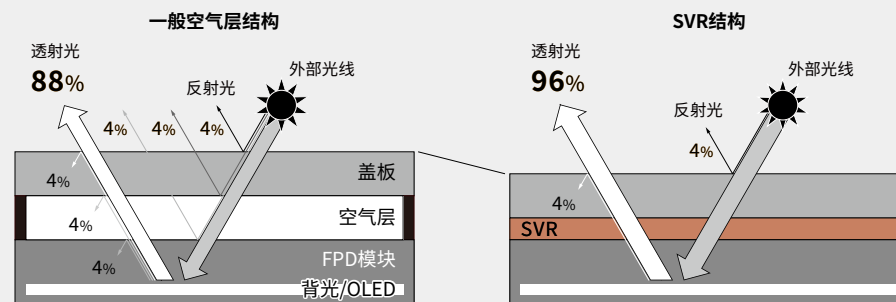 一般空气层结构
透射光
88%
反射光
外部光线
4%
4%
4%
4%
盖板
4%
空气层
4%
FPD模块
背光/OLED
SVR结构
透射光
96%
反射光
外部光线
4%
4%
SVR